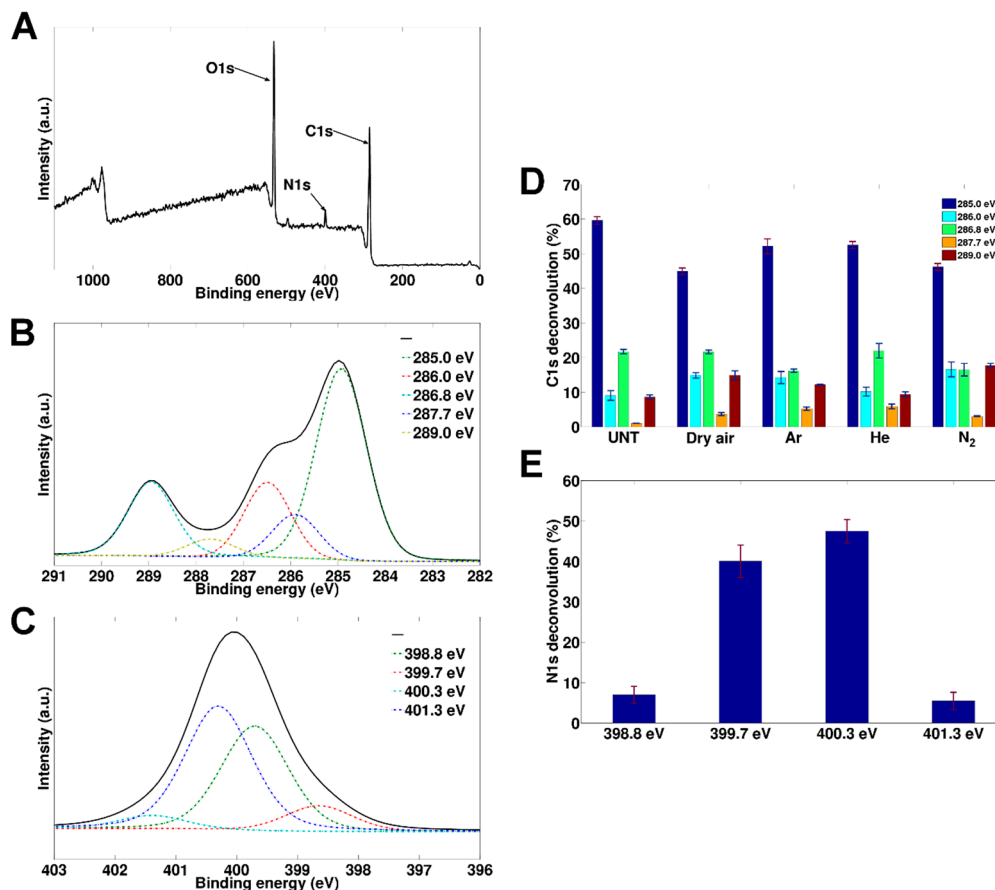 A
Intensity (a.u.)
O1s
C1s
N1s
1000 800 600 400 200 0
Binding energy (eV)
B
Intensity (a.u.)
285.0 eV
286.0 eV
286.8 eV
287.7 eV
289.0 eV
291 290 289 288 287 286 285 284 283 282
Binding energy (eV)
C
Intensity (a.u.)
398.8 eV
399.7 eV
400.3 eV
401.3 eV
403 402 401 400 399 398 397 396
Binding energy (eV)
D
C1s deconvolution (%)
70
60
50
40
30
20
10
0
285.0 eV
286.0 eV
286.8 eV
287.7 eV
289.0 eV
UNT Dry air Ar He N₂
E
N1s deconvolution (%)
60
50
40
30
20
10
0
398.8 eV 399.7 eV 400.3 eV 401.3 eV